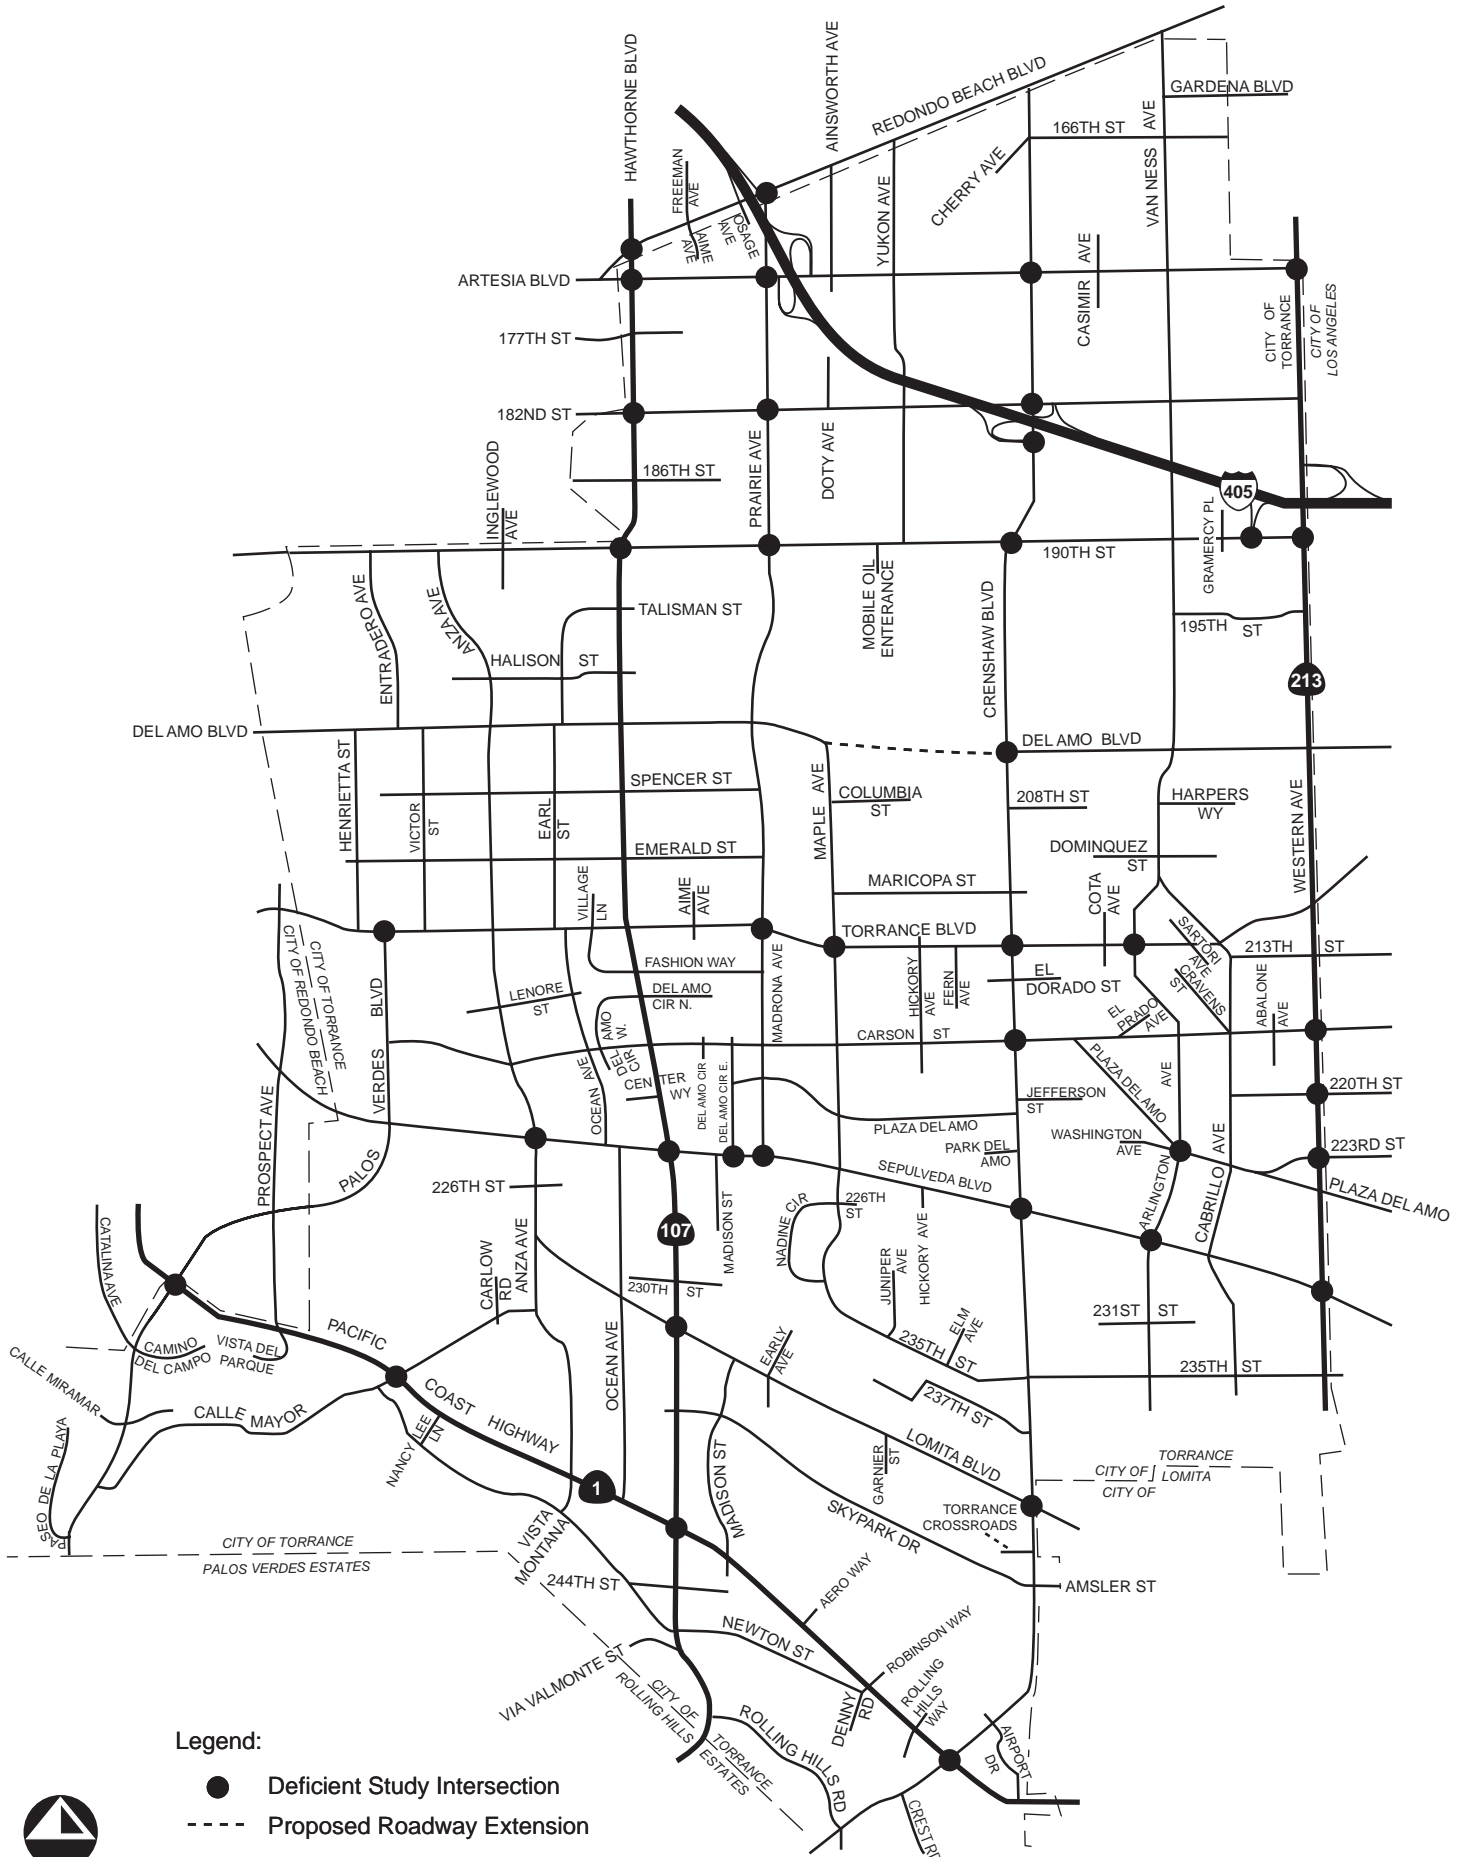 HAWTHORNE BLVD
AINSWORTH AVE
REDONDO BEACH BLVD
GARDENA BLVD
166TH ST
VAN NESS AVE
CHERRY AVE
FREEMAN
AVE
AIME
AVE
OSAGE
AVE
YUKON AVE
CASIMIR AVE
ARTESIA BLVD
CITY OF
TORRANCE
CITY OF
LOS ANGELES
177TH ST
182ND ST
186TH ST
INGLEWOOD
AVE
PRAIRIE AVE
DOTY AVE
405
GRAMERCY PL
190TH ST
MOBILE OIL
ENTERANCE
ENTRADERO AVE
ANZA AVE
TALISMAN ST
HALISON ST
CRENSHAW BLVD
195TH ST
213
DEL AMO BLVD
DEL AMO BLVD
HENRIETTA ST
VICTOR
ST
EARL
ST
SPENCER ST
MAPLE AVE
COLUMBIA
ST
208TH ST
HARPERS
WY
WESTERN AVE
EMERALD ST
DOMINQUEZ
ST
MARICOPA ST
VILLAGE
LN
AIME
AVE
COTA
AVE
TORRANCE BLVD
SARTORI
AVE
CRAVENS
ST
213TH ST
CITY OF TORRANCE
CITY OF REDONDO BEACH
FASHION WAY
MADRONA AVE
HICKORY
AVE
FERN
AVE
EL
DORADO ST
EL
PRADO
AVE
ABALONE
AVE
LENORE
ST
DEL AMO
CIR N.
DEL AMO
CIR W.
CARSON ST
PALOS VERDES BLVD
OCEAN AVE
CENTER
WY
DEL AMO CIR
DEL AMO CIR E.
PLAZA DEL AMO
JEFFERSON
ST
PLAZA DEL AMO
220TH ST
PROSPECT AVE
PARK DEL
AMO
WASHINGTON
AVE
ARLINGTON AVE
CABRILLO AVE
223RD ST
PLAZA DEL AMO
SEPULVEDA BLVD
226TH ST
226TH
ST
NADINE CIR
MADISON ST
107
CATALINA AVE
CARLOW
RD
ANZA AVE
230TH ST
JUNIPER
AVE
HICKORY AVE
231ST ST
CAMINO
DEL CAMPO
VISTA DEL
PARQUE
PACIFIC COAST HIGHWAY
OCEAN AVE
EARLY
AVE
ELM
AVE
235TH ST
235TH ST
237TH ST
CALLE MIRAMAR
CALLE MAYOR
NANCY LEE
LN
PASEO DE LA PLAYA
1
MADISON ST
LOMITA BLVD
GARNIER
ST
CITY OF TORRANCE
CITY OF LOMITA
SKYPARK DR
TORRANCE
CROSSROADS
CITY OF TORRANCE
PALOS VERDES ESTATES
VISTA
MONTANA
244TH ST
AERO WAY
AMSLER ST
NEWTON ST
ROBINSON WAY
ROLLING
HILLS
WAY
VIA VALMONTE ST
CITY OF TORRANCE
ROLLING HILLS ESTATES
ROLLING HILLS RD
DENNY
RD
AIRPORT
DR
Legend:
Deficient Study Intersection
Proposed Roadway Extension